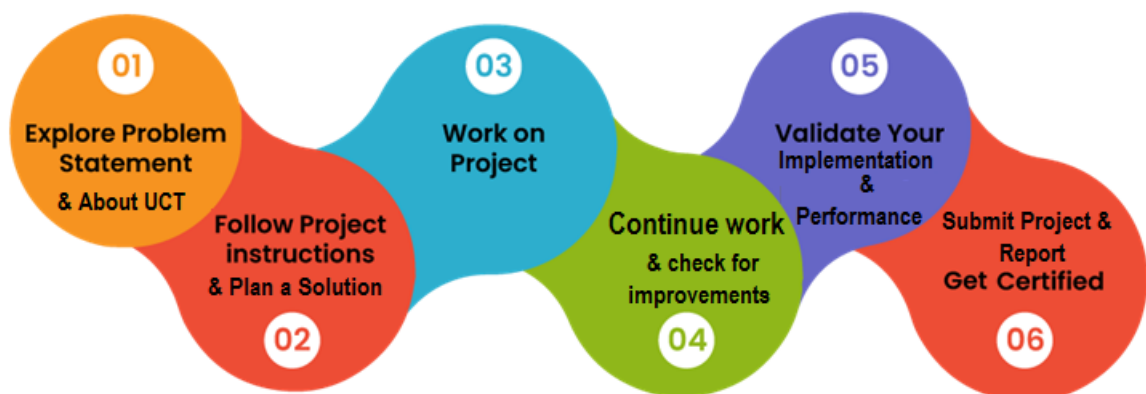 01
Explore Problem
Statement
& About UCT
02
Follow Project
instructions
& Plan a Solution
03
Work on
Project
04
Continue work
& check for
improvements
05
Validate Your
Implementation
&
Performance
06
Submit Project &
Report
Get Certified